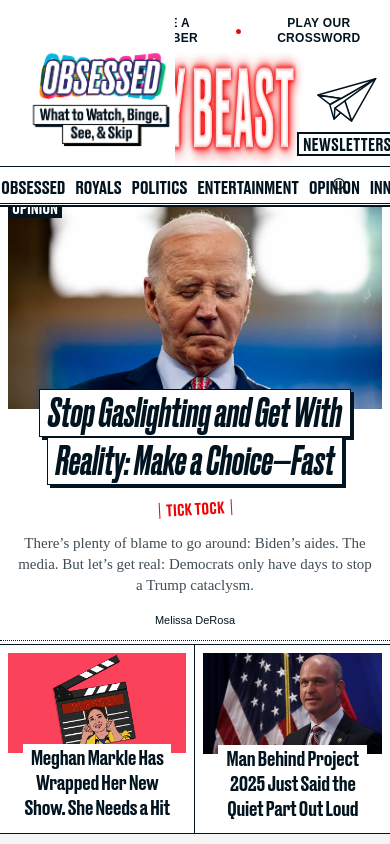 E A
BER
PLAY OUR
CROSSWORD
OBSESSED
What to Watch, Binge,
See, & Skip
Y BEAST
NEWSLETTERS
OBSESSED ROYALS POLITICS ENTERTAINMENT OPINION INN
OPINION
Stop Gaslighting and Get With
Reality: Make a Choice—Fast
TICK TOCK
There’s plenty of blame to go around: Biden’s aides. The
media. But let’s get real: Democrats only have days to stop
a Trump cataclysm.
Melissa DeRosa
Meghan Markle Has
Wrapped Her New
Show. She Needs a Hit
Man Behind Project
2025 Just Said the
Quiet Part Out Loud